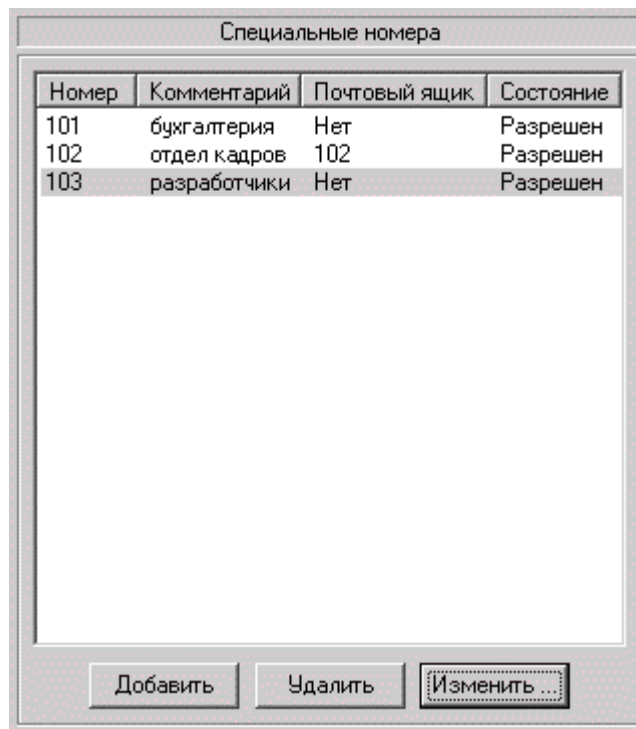 Специальные номера
Номер Комментарий Почтовый ящик Состояние
101 бухгалтерия Нет Разрешен
102 отдел кадров 102 Разрешен
103 разработчики Нет Разрешен
Добавить Удалить Изменить ...